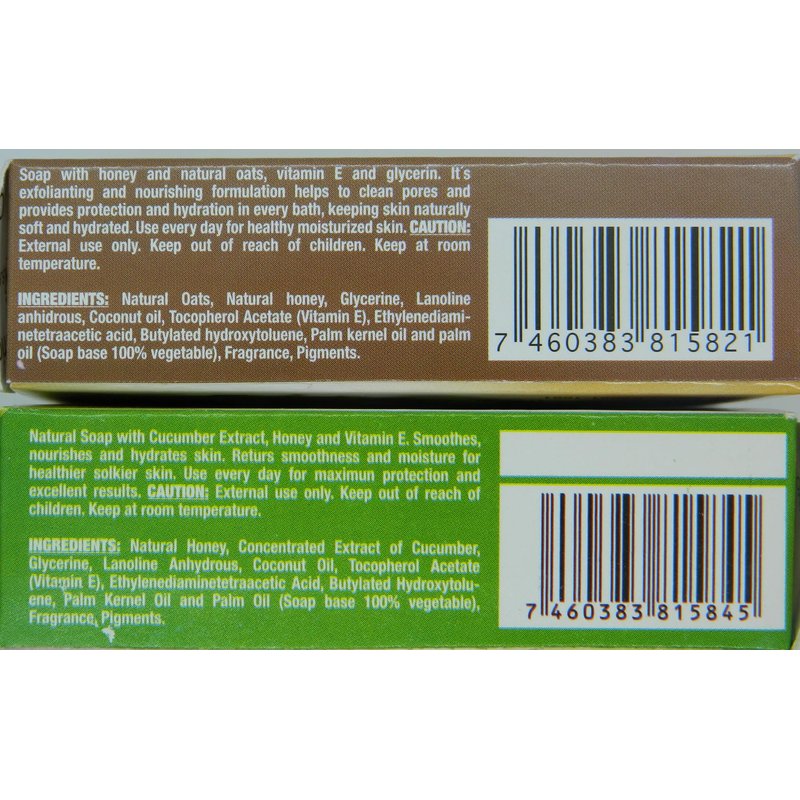 Soap with honey and natural oats, vitamin E and glycerin. It's
exfolianting and nourishing formulation helps to clean pores and
provides protection and hydration in every bath, keeping skin naturally
soft and hydrated. Use every day for healthy moisturized skin. CAUTION:
External use only. Keep out of reach of children. Keep at room
temperature.
INGREDIENTS: Natural Oats, Natural honey, Glycerine, Lanoline
anhidrous, Coconut oil, Tocopherol Acetate (Vitamin E), Ethylenediami-
netetraacetic acid, Butylated hydroxytoluene, Palm kernel oil and palm
oil (Soap base 100% vegetable), Fragrance, Pigments.
7 460383 815821
Natural Soap with Cucumber Extract, Honey and Vitamin E. Smoothes,
nourishes and hydrates skin. Returs smoothness and moisture for
healthier solkier skin. Use every day for maximun protection and
excellent results. CAUTION: External use only. Keep out of reach of
children. Keep at room temperature.
INGREDIENTS: Natural Honey, Concentrated Extract of Cucumber,
Glycerine, Lanoline Anhydrous, Coconut Oil, Tocopherol Acetate
(Vitamin E), Ethylenediaminetetraacetic Acid, Butylated Hydroxytolu-
ene, Palm Kernel Oil and Palm Oil (Soap base 100% vegetable),
Fragrance, Pigments.
7 460383 815845